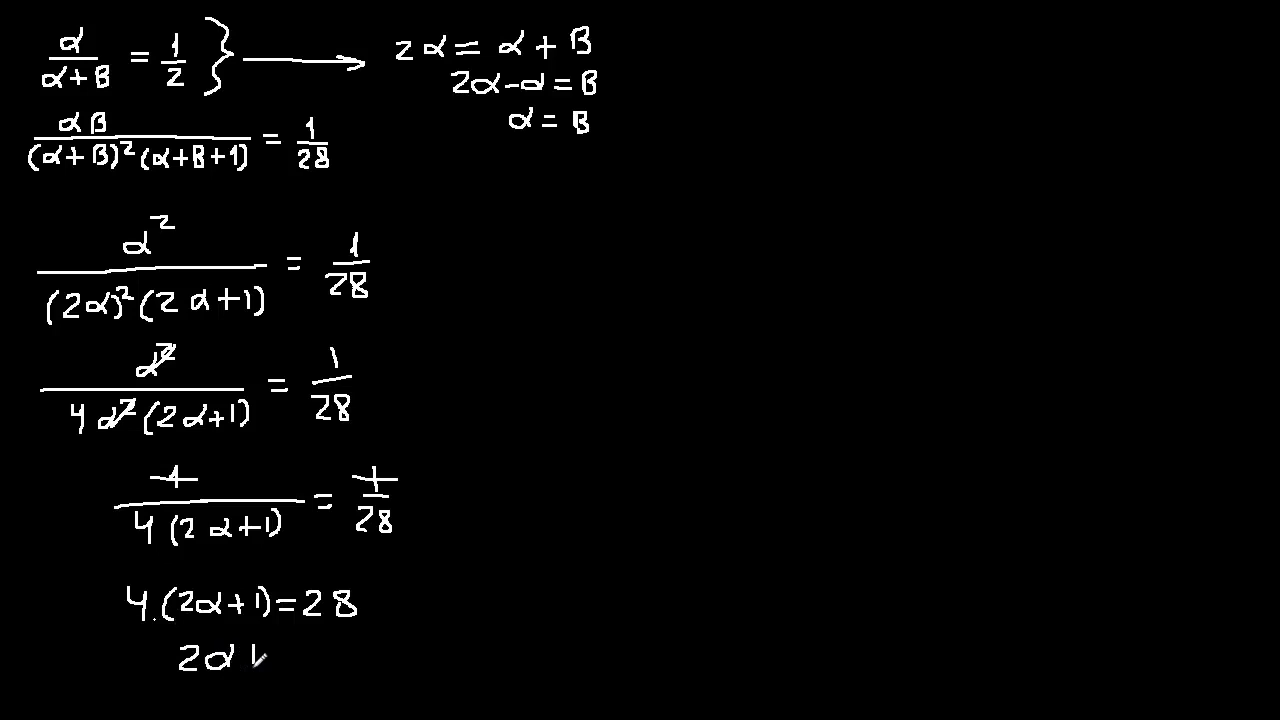 α/(α+β) = 1/2 } → 2α = α + β
2α - α = β
α = β
αβ/((α+β)²(α+β+1)) = 1/28
α²/((2α)²(2α+1)) = 1/28
α²/(4α²(2α+1)) = 1/28
1/(4(2α+1)) = 1/28
4.(2α+1)=28
2α